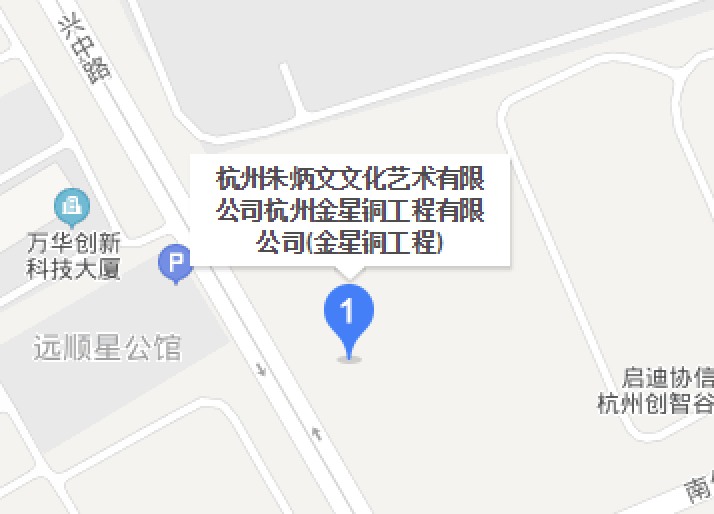 兴中路
杭州朱炳文文化艺术有限
公司杭州金星铜工程有限
公司(金星铜工程)
万华创新
科技大厦
P
1
远顺星公馆
启迪协信
杭州创智谷
南